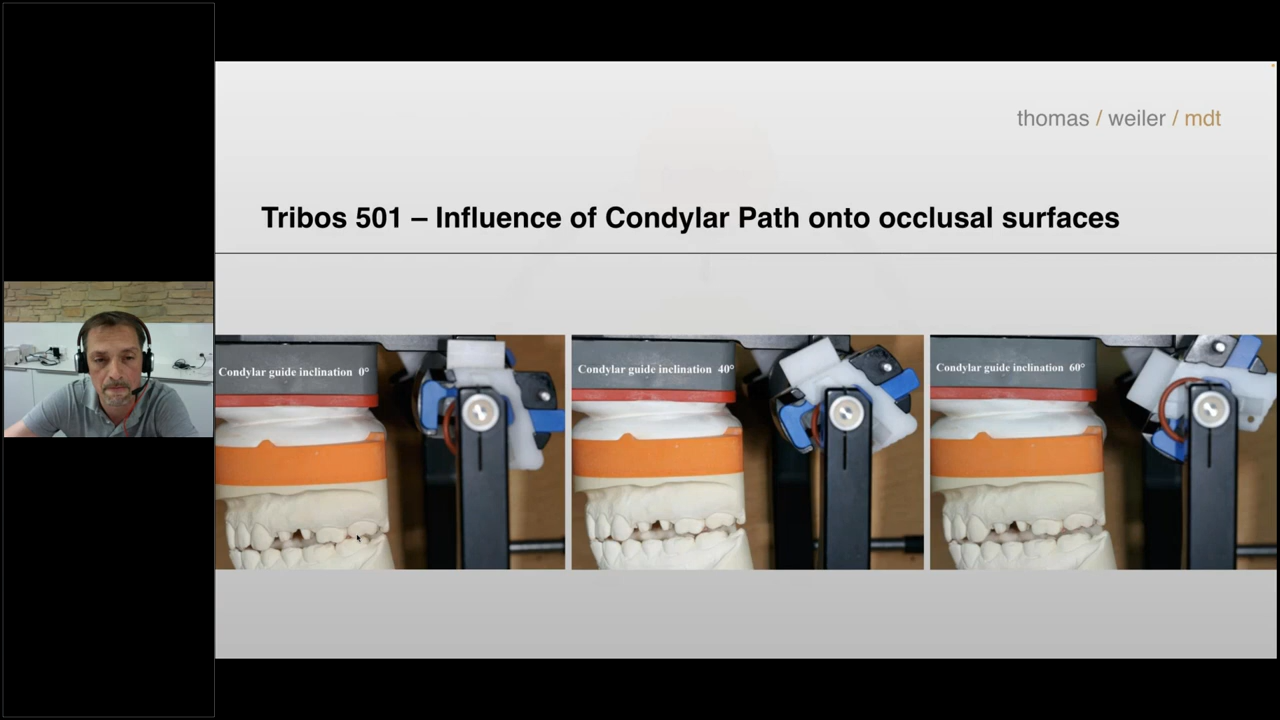 thomas / weiler / mdt
Tribos 501 – Influence of Condylar Path onto occlusal surfaces
Condylar guide inclination 0°
Condylar guide inclination 40°
Condylar guide inclination 60°